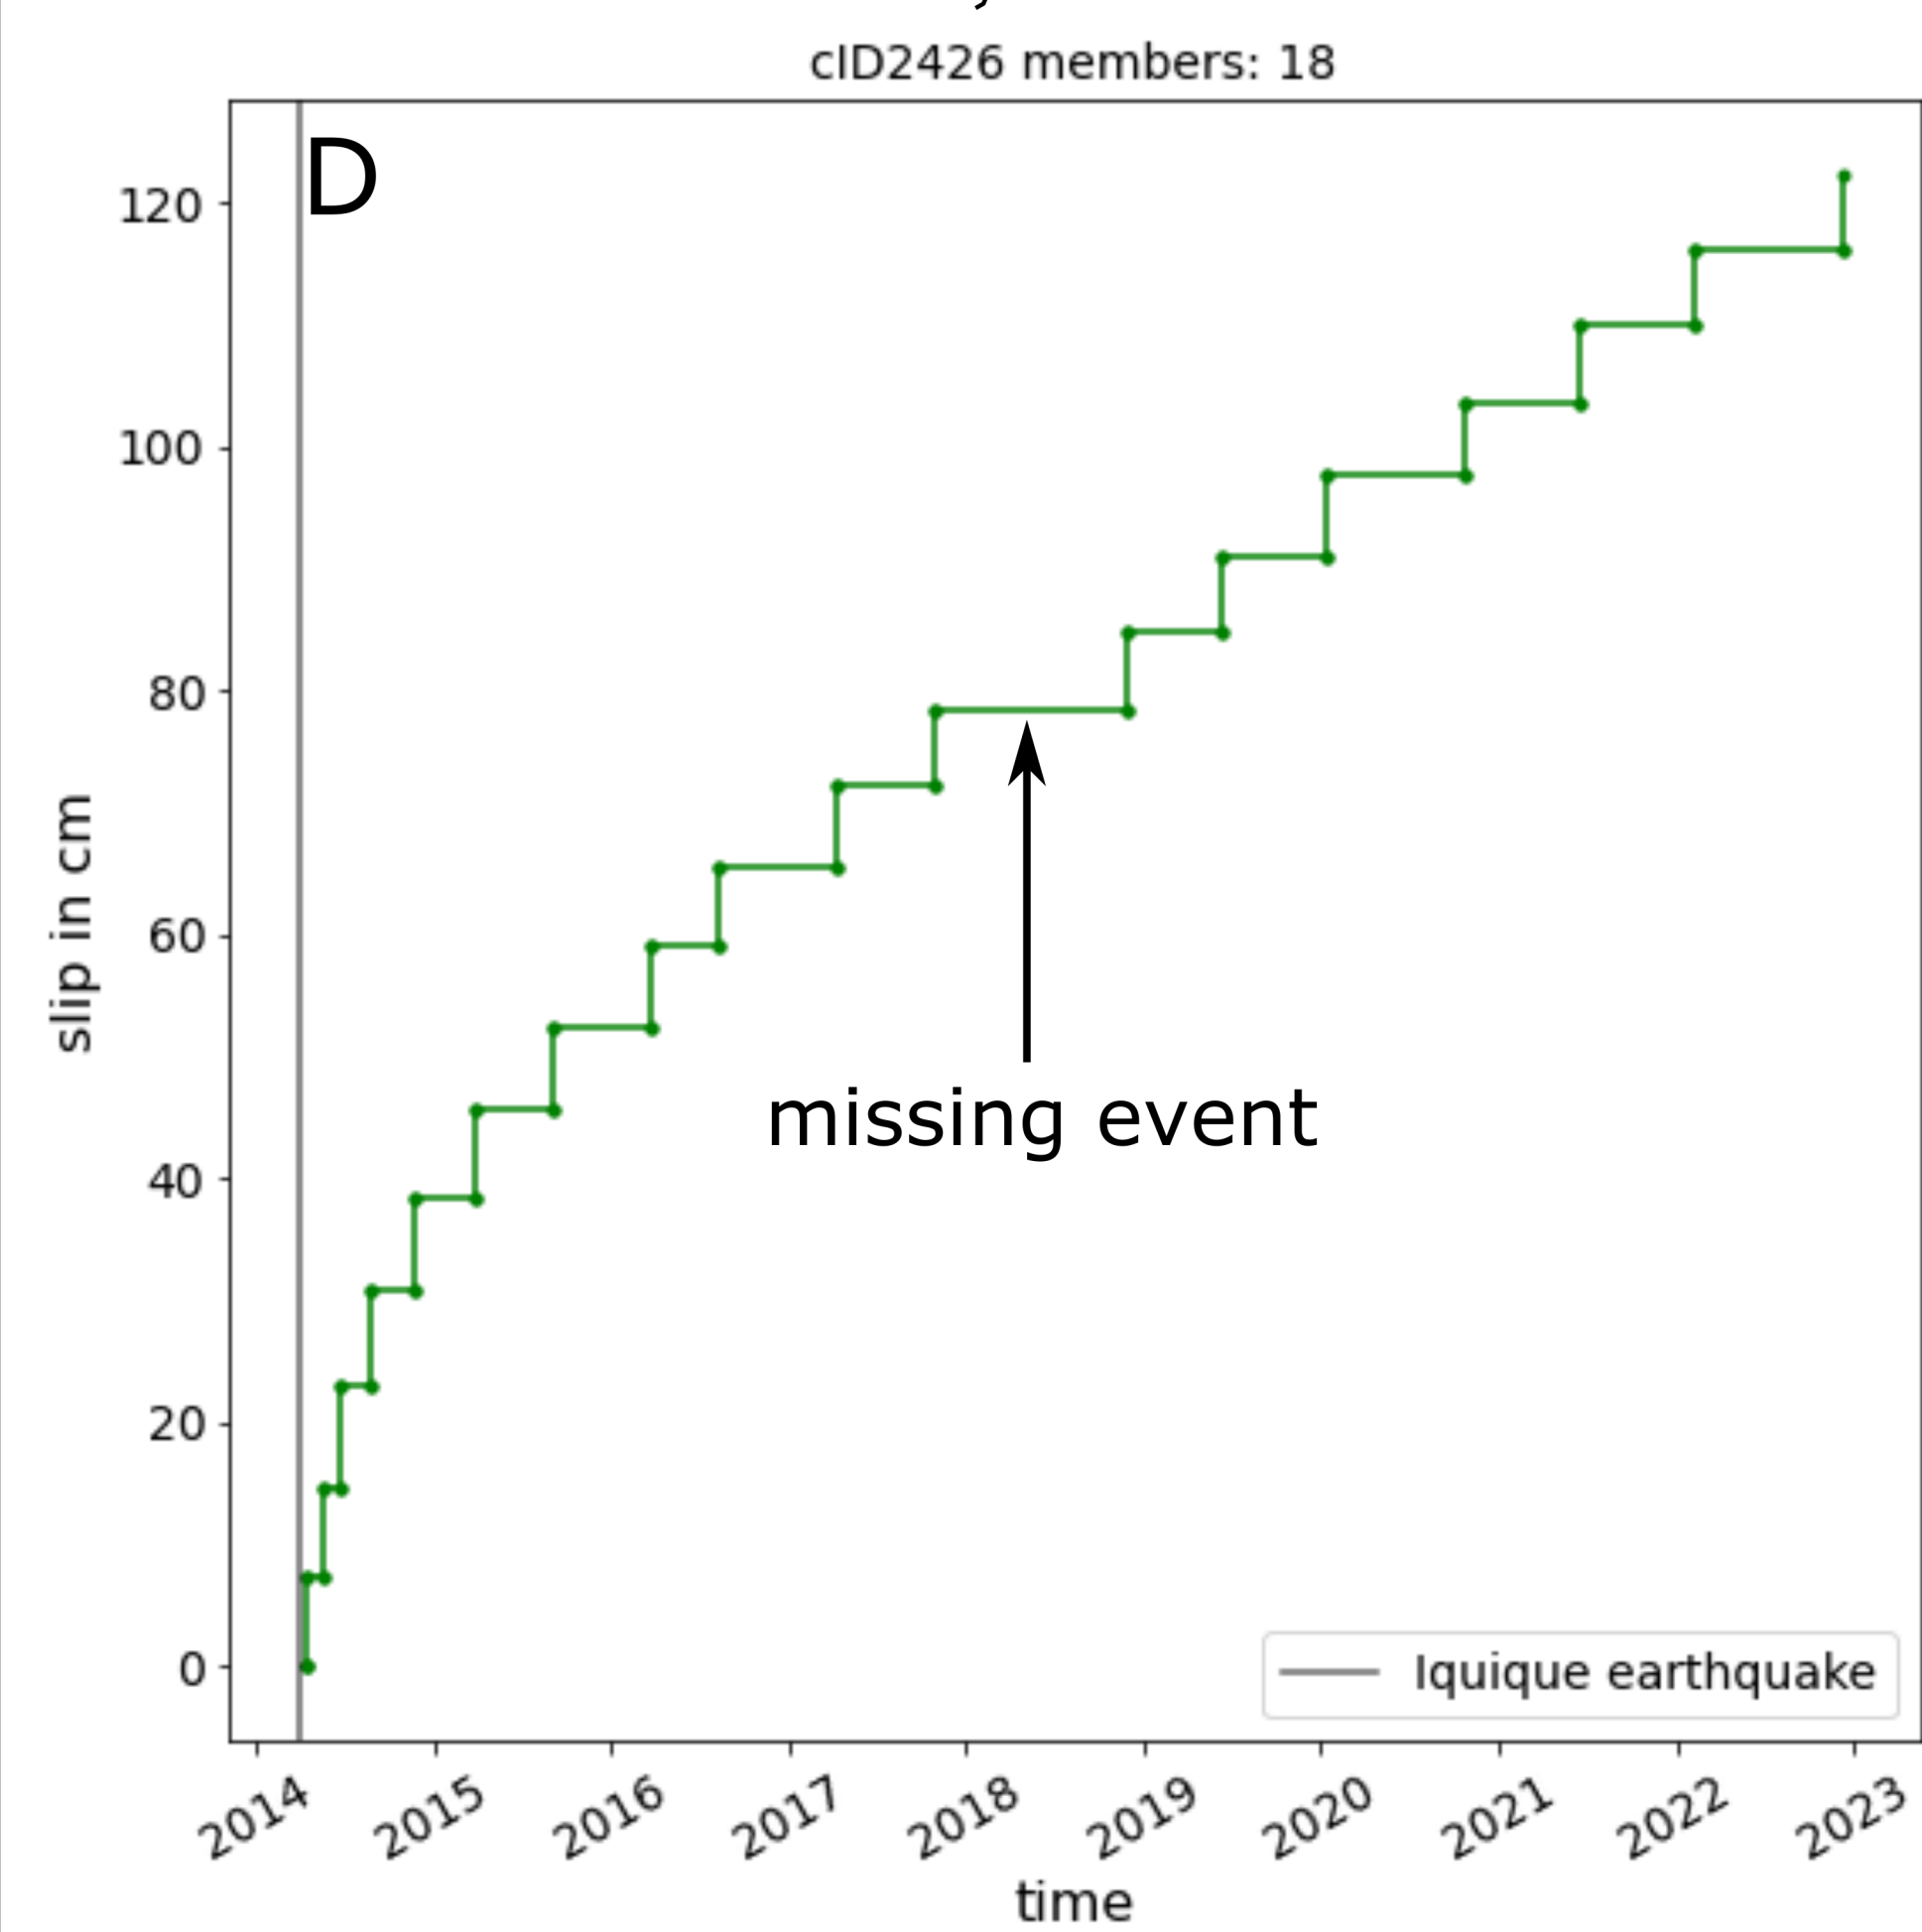 cID2426 members: 18
D
120
100
80
60
40
20
0
slip in cm
missing event
Iquique earthquake
2014 2015 2016 2017 2018 2019 2020 2021 2022 2023
time